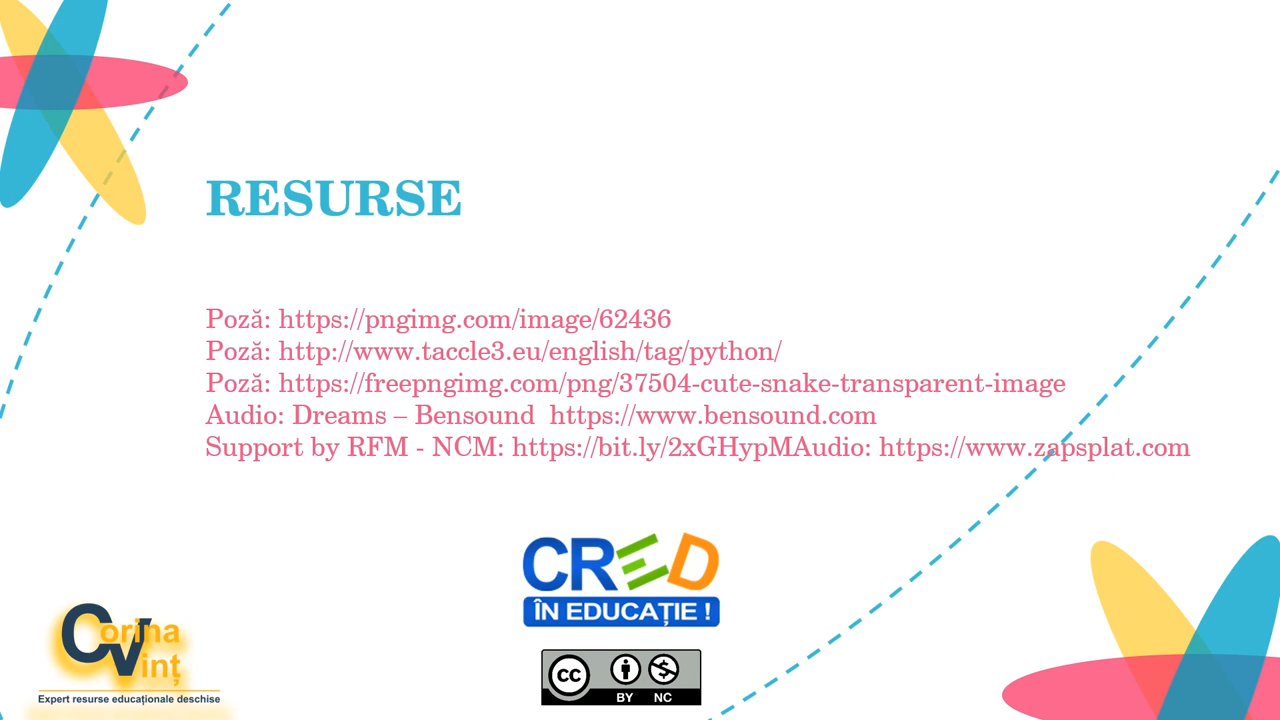 RESURSE
Poză: https://pngimg.com/image/62436
Poză: http://www.taccle3.eu/english/tag/python/
Poză: https://freepngimg.com/png/37504-cute-snake-transparent-image
Audio: Dreams – Bensound  https://www.bensound.com
Support by RFM - NCM: https://bit.ly/2xGHypMAudio: https://www.zapsplat.com
CRED
ÎN EDUCAȚIE !
Corina
Vinț
Expert resurse educaționale deschise
CC
BY NC